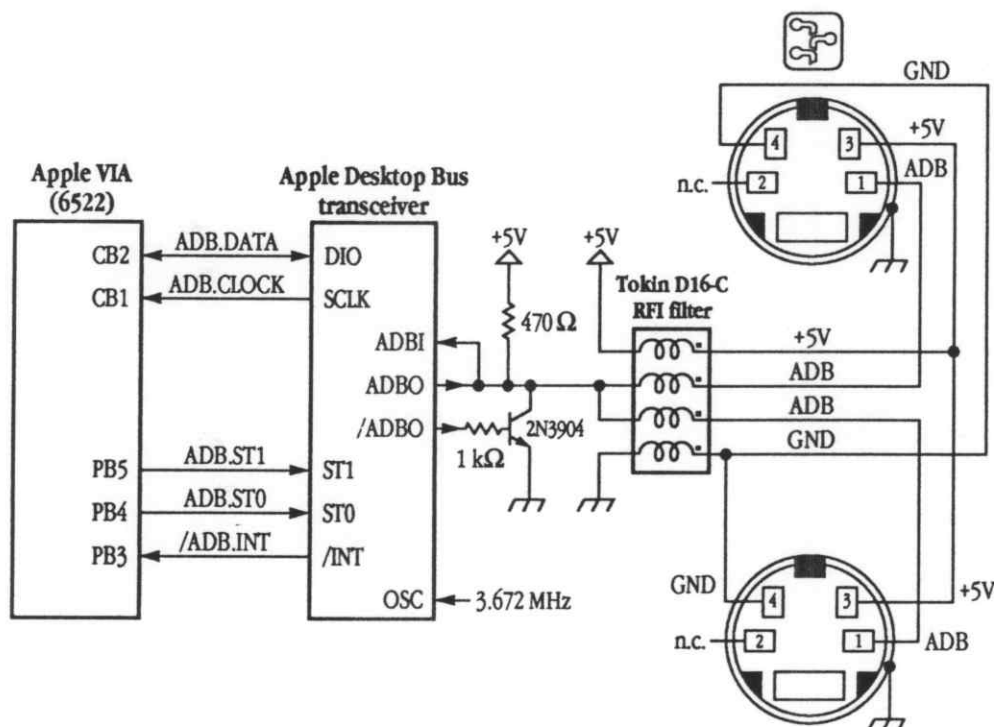 GND
4
3
+5V
ADB
n.c.
2
1
Apple VIA
(6522)
Apple Desktop Bus
transceiver
CB2
ADB.DATA
DIO
CB1
ADB.CLOCK
SCLK
+5V
+5V
470 Ω
Tokin D16-C
RFI filter
+5V
ADB
ADB
GND
ADBI
ADBO
/ADBO
1 kΩ
2N3904
PB5
ADB.ST1
ST1
PB4
ADB.ST0
ST0
PB3
/ADB.INT
/INT
OSC
3.672 MHz
GND
4
3
+5V
n.c.
2
1
ADB